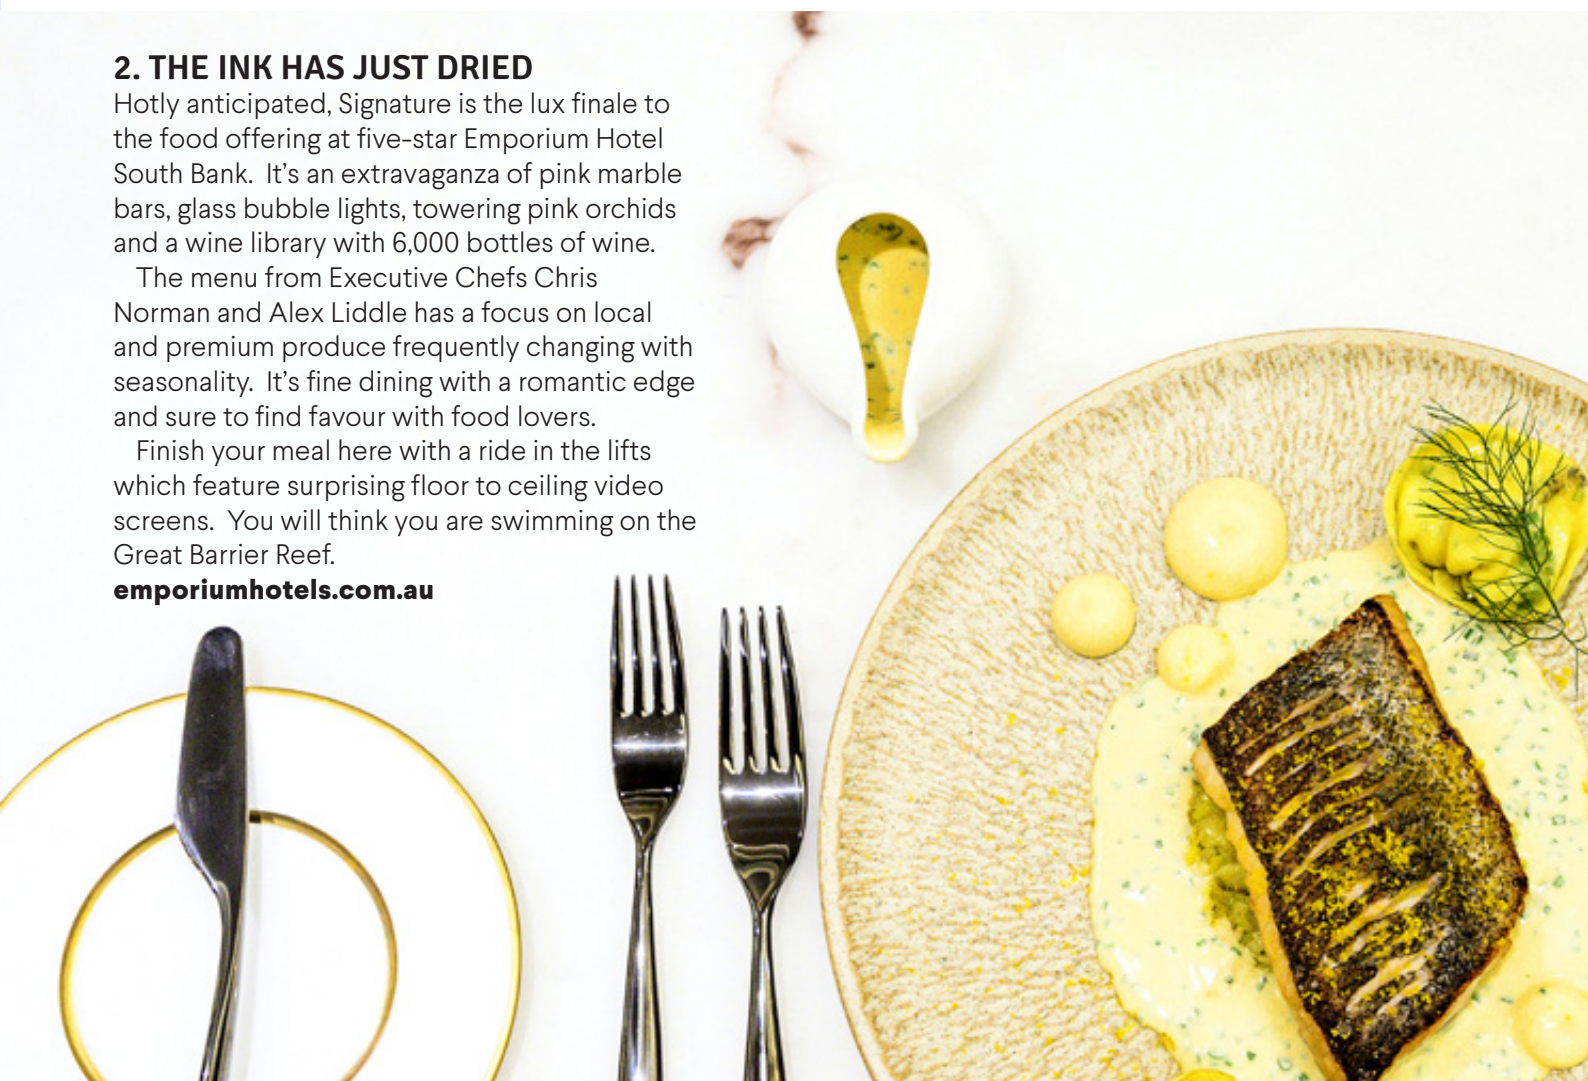 2. THE INK HAS JUST DRIED
Hotly anticipated, Signature is the lux finale to
the food offering at five-star Emporium Hotel
South Bank.  It’s an extravaganza of pink marble
bars, glass bubble lights, towering pink orchids
and a wine library with 6,000 bottles of wine.
The menu from Executive Chefs Chris
Norman and Alex Liddle has a focus on local
and premium produce frequently changing with
seasonality.  It’s fine dining with a romantic edge
and sure to find favour with food lovers.
Finish your meal here with a ride in the lifts
which feature surprising floor to ceiling video
screens.  You will think you are swimming on the
Great Barrier Reef.
emporiumhotels.com.au